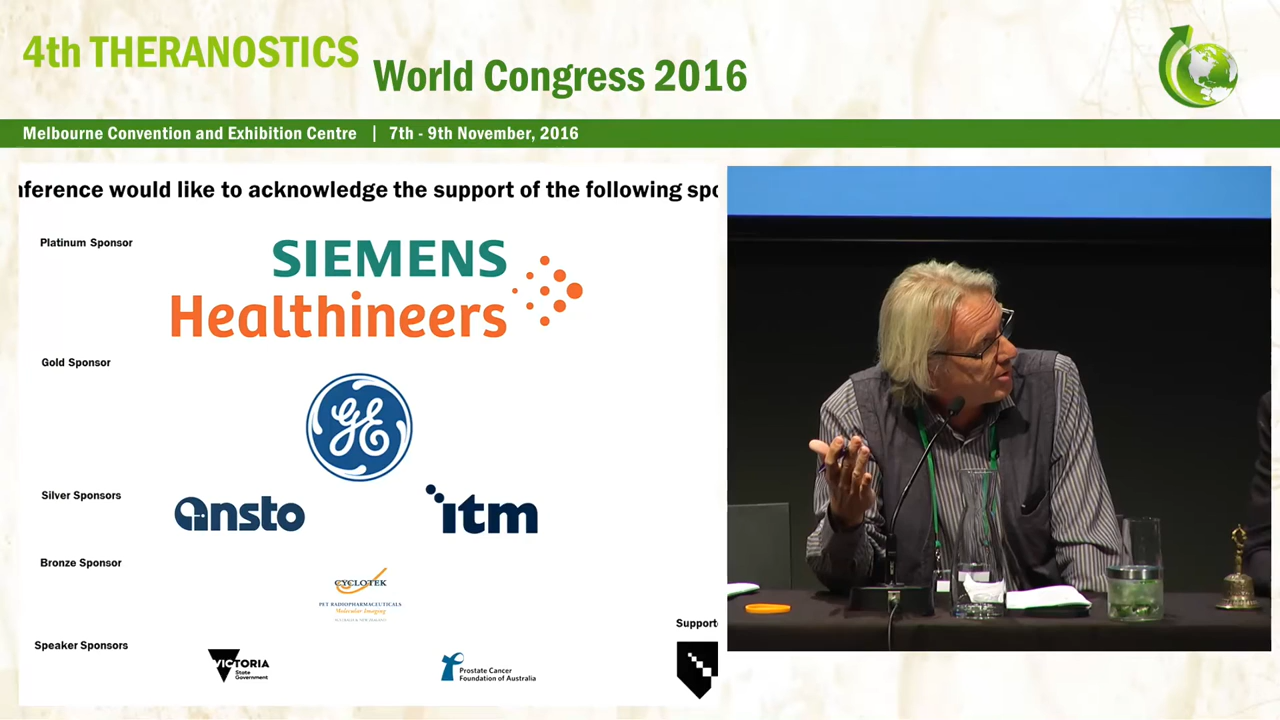 4th THERANOSTICS
World Congress 2016
Melbourne Convention and Exhibition Centre | 7th - 9th November, 2016
nference would like to acknowledge the support of the following spo
Platinum Sponsor
SIEMENS
Healthineers
Gold Sponsor
GE
Silver Sponsors
ansto
itm
Bronze Sponsor
CYCLOTEK
PET RADIOPHARMACEUTICALS
Molecular Imaging
Support
Speaker Sponsors
VICTORIA
State
Government
Prostate Cancer
Foundation of Australia